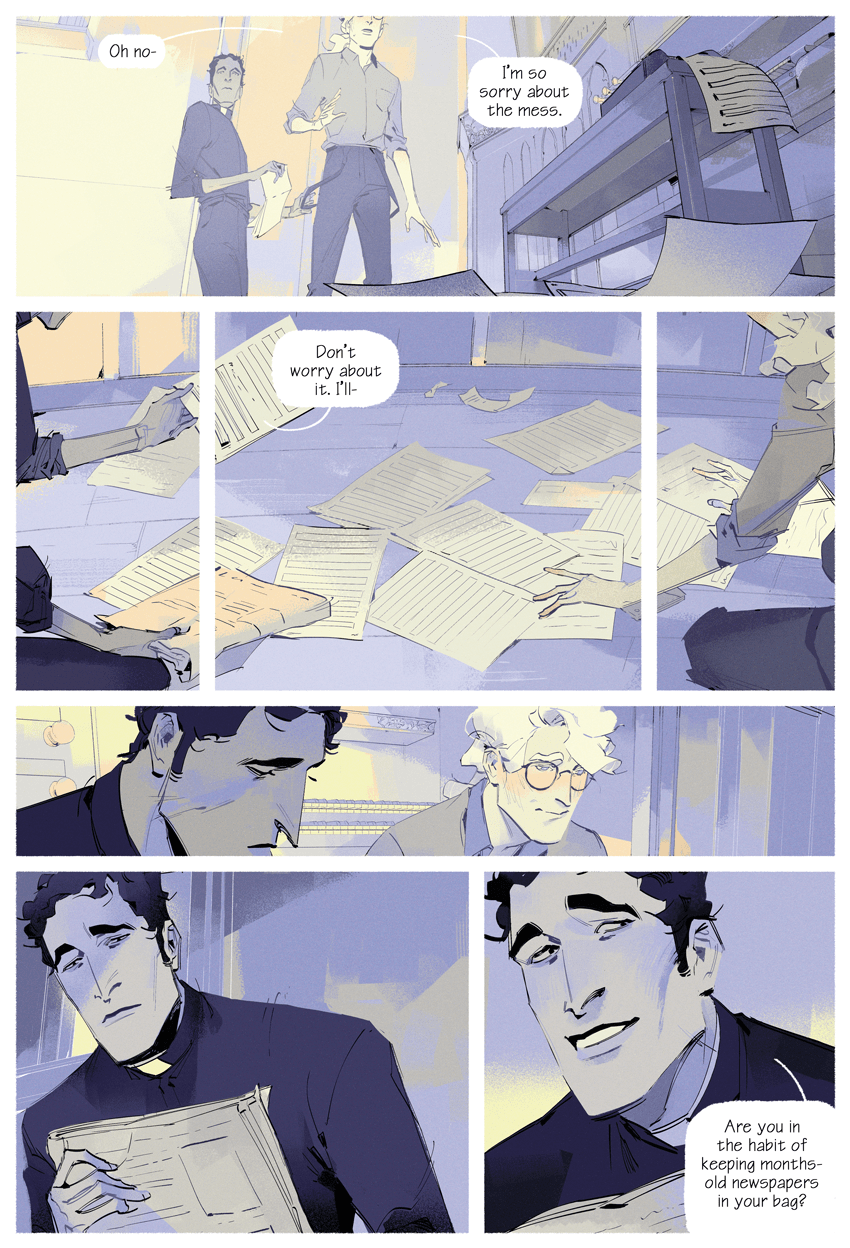 Oh no-
I'm so
sorry about
the mess.
Don't
worry about
it. I'll-
Are you in
the habit of
keeping months-
old newspapers
in your bag?